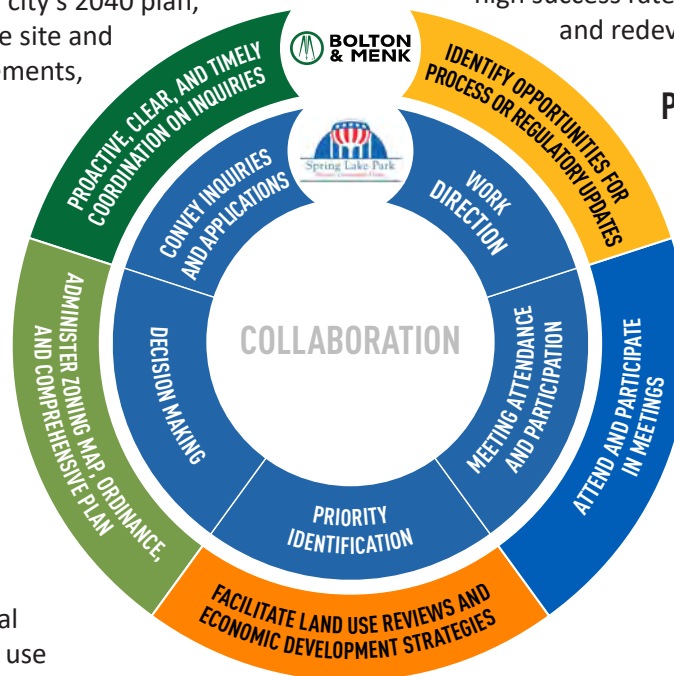 city's 2040 plan,
e site and
ements,
high success rate
and redev
P
BOLTON
& MENK
Spring Lake Park
PROACTIVE, CLEAR, AND TIMELY
COORDINATION ON INQUIRIES
IDENTIFY OPPORTUNITIES FOR
PROCESS OR REGULATORY UPDATES
CONVEY INQUIRIES
AND APPLICATIONS
WORK
DIRECTION
COLLABORATION
ADMINISTER ZONING MAP, ORDINANCE,
AND COMPREHENSIVE PLAN
DECISION MAKING
MEETING ATTENDANCE
AND PARTICIPATION
ATTEND AND PARTICIPATE
IN MEETINGS
PRIORITY
IDENTIFICATION
FACILITATE LAND USE REVIEWS AND
ECONOMIC DEVELOPMENT STRATEGIES
al
use